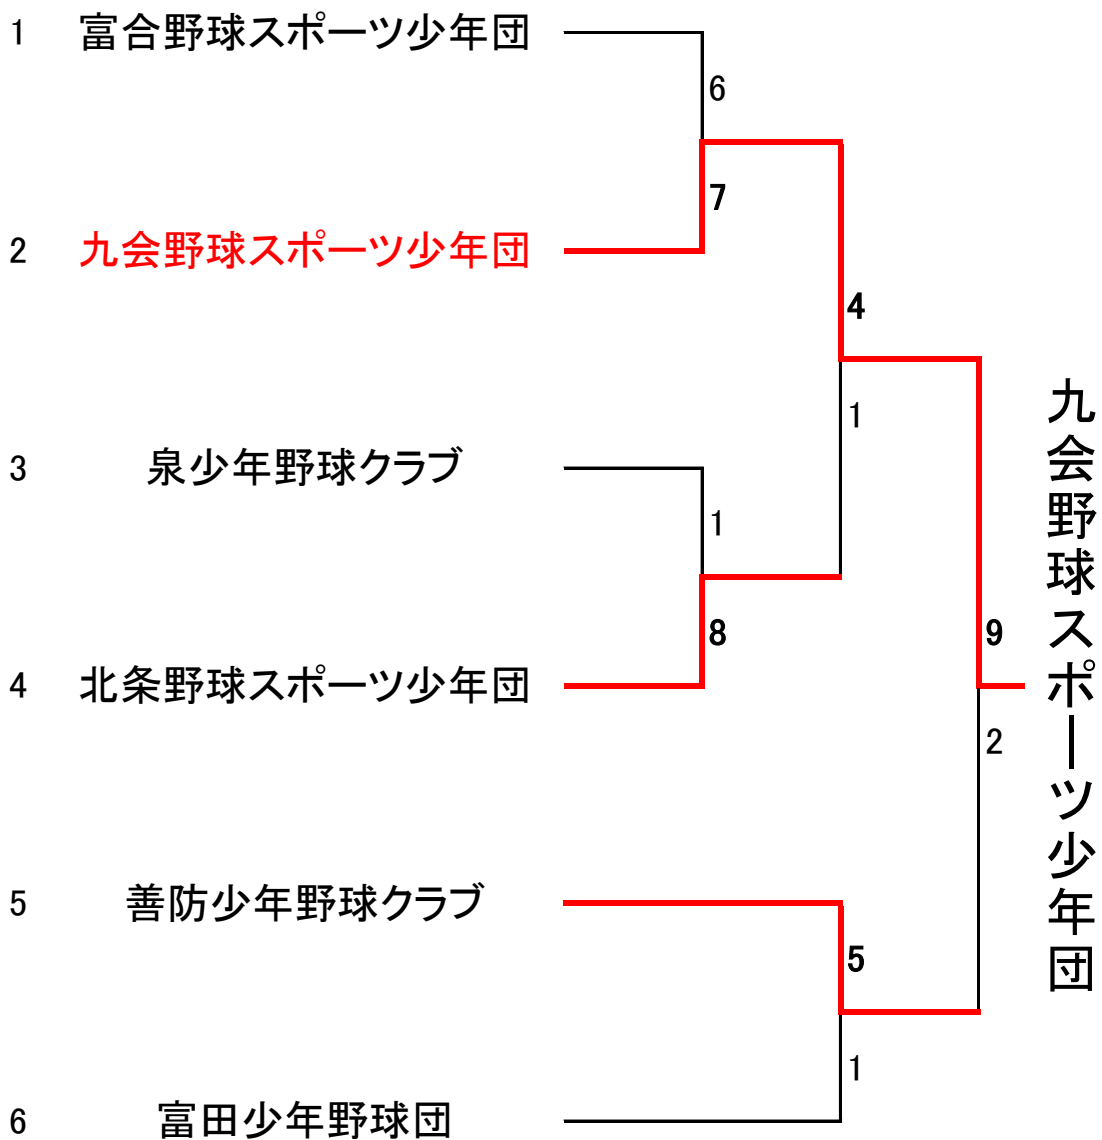 1 富合野球スポーツ少年団
6
7
2 九会野球スポーツ少年団
4
1
3 泉少年野球クラブ
1
8
4 北条野球スポーツ少年団
9
2
九会野球スポーツ少年団
5 善防少年野球クラブ
5
1
6 富田少年野球団